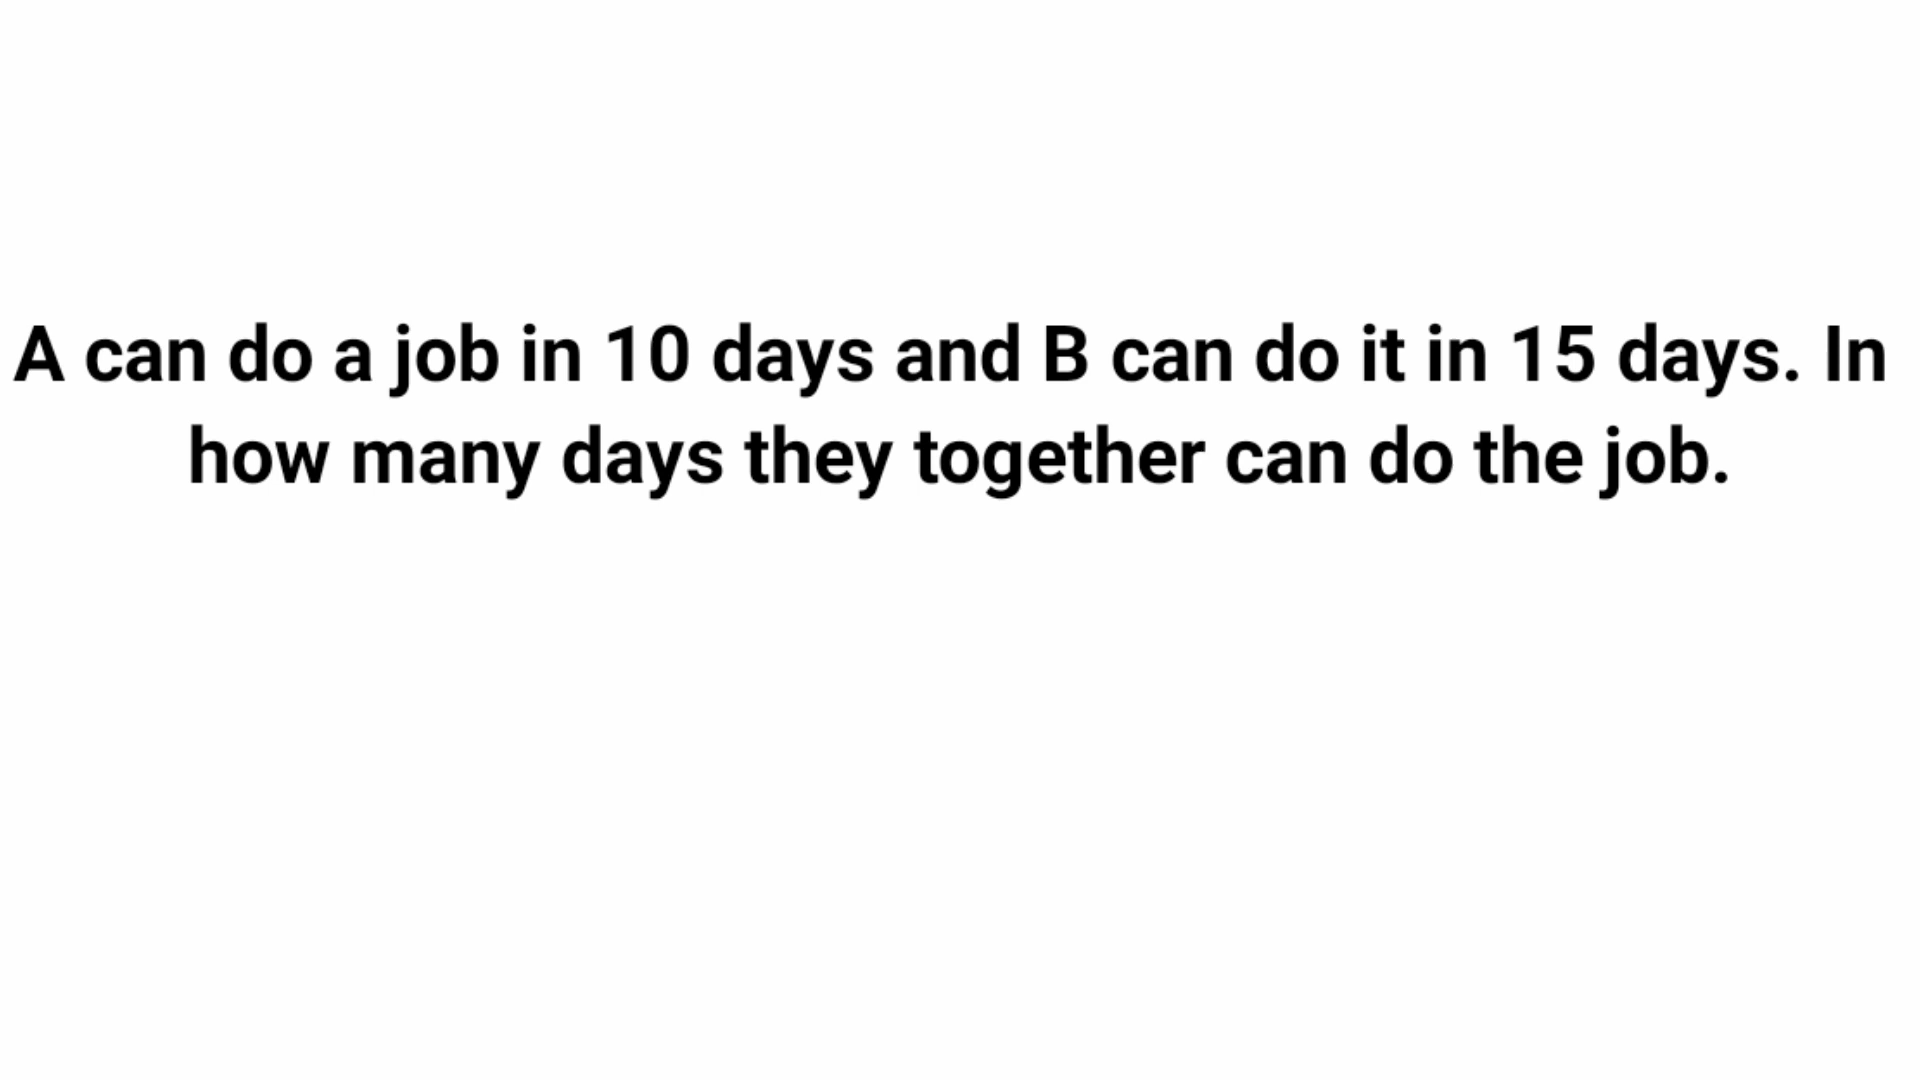 A can do a job in 10 days and B can do it in 15 days. In
how many days they together can do the job.